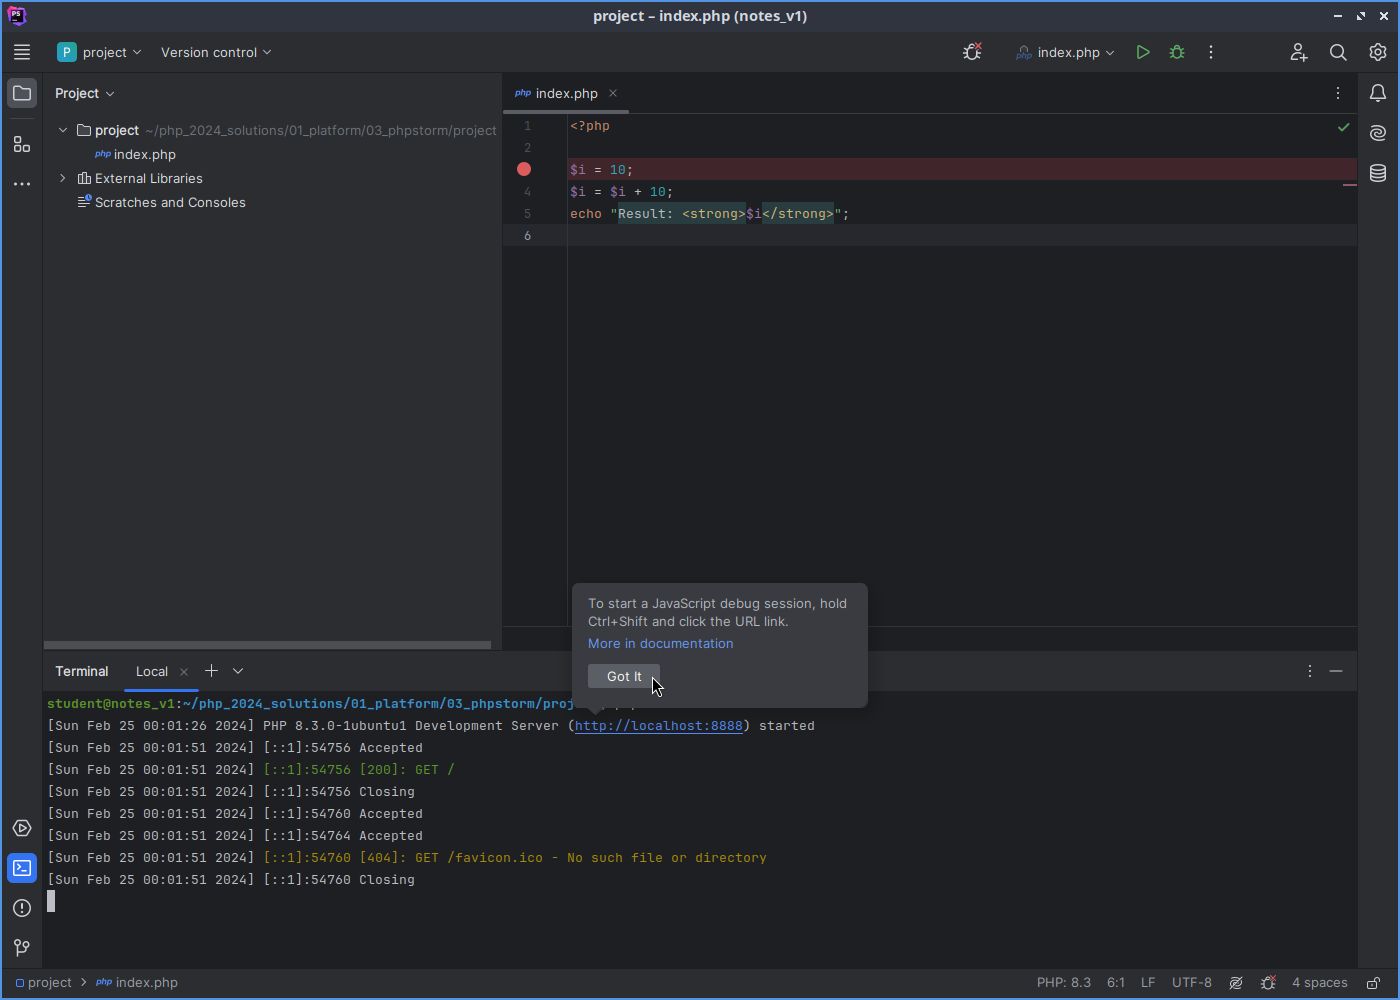 project – index.php (notes_v1)
P project Version control index.php
Project
project ~/php_2024_solutions/01_platform/03_phpstorm/project
php index.php
External Libraries
Scratches and Consoles
php index.php
1 <?php
2
$i = 10;
4 $i = $i + 10;
5 echo "Result: <strong>$i</strong>";
6
To start a JavaScript debug session, hold
Ctrl+Shift and click the URL link.
More in documentation
Got It
Terminal Local
student@notes_v1:~/php_2024_solutions/01_platform/03_phpstorm/proj
[Sun Feb 25 00:01:26 2024] PHP 8.3.0-1ubuntu1 Development Server (http://localhost:8888) started
[Sun Feb 25 00:01:51 2024] [::1]:54756 Accepted
[Sun Feb 25 00:01:51 2024] [::1]:54756 [200]: GET /
[Sun Feb 25 00:01:51 2024] [::1]:54756 Closing
[Sun Feb 25 00:01:51 2024] [::1]:54760 Accepted
[Sun Feb 25 00:01:51 2024] [::1]:54764 Accepted
[Sun Feb 25 00:01:51 2024] [::1]:54760 [404]: GET /favicon.ico - No such file or directory
[Sun Feb 25 00:01:51 2024] [::1]:54760 Closing
project > php index.php PHP: 8.3 6:1 LF UTF-8 4 spaces